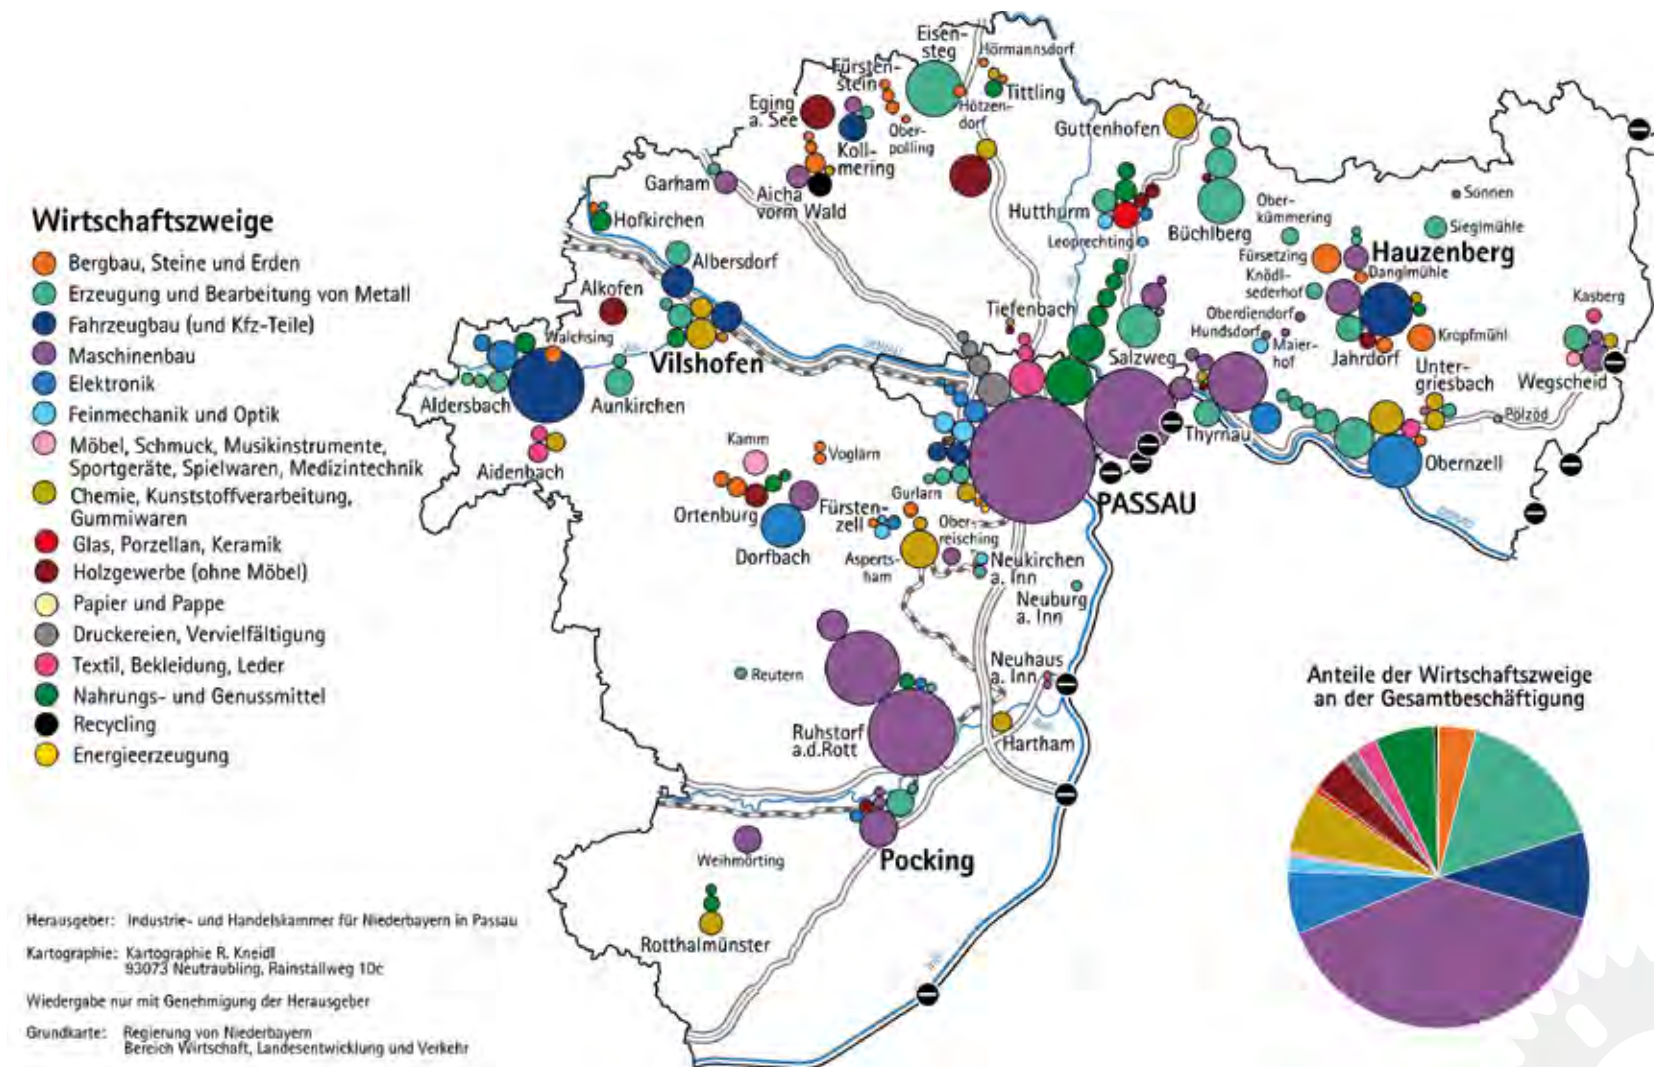 Wirtschaftszweige
Bergbau, Steine und Erden
Erzeugung und Bearbeitung von Metall
Fahrzeugbau (und Kfz-Teile)
Maschinenbau
Elektronik
Feinmechanik und Optik
Möbel, Schmuck, Musikinstrumente,
Sportgeräte, Spielwaren, Medizintechnik
Chemie, Kunststoffverarbeitung,
Gummiwaren
Glas, Porzellan, Keramik
Holzgewerbe (ohne Möbel)
Papier und Pappe
Druckereien, Vervielfältigung
Textil, Bekleidung, Leder
Nahrungs- und Genussmittel
Recycling
Energieerzeugung
Herausgeber: Industrie- und Handelskammer für Niederbayern in Passau
Kartographie: Kartographie R. Kneidl
93073 Neutraubling, Rainstallweg 10c
Wiedergabe nur mit Genehmigung der Herausgeber
Grundkarte: Regierung von Niederbayern
Bereich Wirtschaft, Landesentwicklung und Verkehr
Eisen-
steg
Hörmannsdorf
Fürsten-
stein
Tittling
Hötzen-
dorf
Eging
a. See
Ober-
polling
Koll-
mering
Guttenhofen
Garham
Aicha
vorm Wald
Hofkirchen
Hutthurm
Leoprechting
Büchlberg
Ober-
kümmering
Sonnen
Sieglmühle
Hauzenberg
Fürsetzing
Danglmühle
Knödl-
sederhof
Kasberg
Albersdorf
Alkofen
Tiefenbach
Oberdiendorf
Hundsdorf
Maier-
hof
Kropfmühl
Jahrdorf
Walchsing
Vilshofen
Salzweg
Unter-
griesbach
Wegscheid
Aldersbach
Aunkirchen
Thyrnau
Pölzöd
Obernzell
Aidenbach
Kamm
Voglarn
PASSAU
Gurlarn
Ortenburg
Fürsten-
zell
Ober-
reisching
Dorfbach
Asperts-
ham
Neukirchen
a. Inn
Neuburg
a. Inn
Reutern
Neuhaus
a. Inn
Ruhstorf
a.d.Rott
Hartham
Weihmörting
Pocking
Rotthalmünster
Inn
Anteile der Wirtschaftszweige
an der Gesamtbeschäftigung